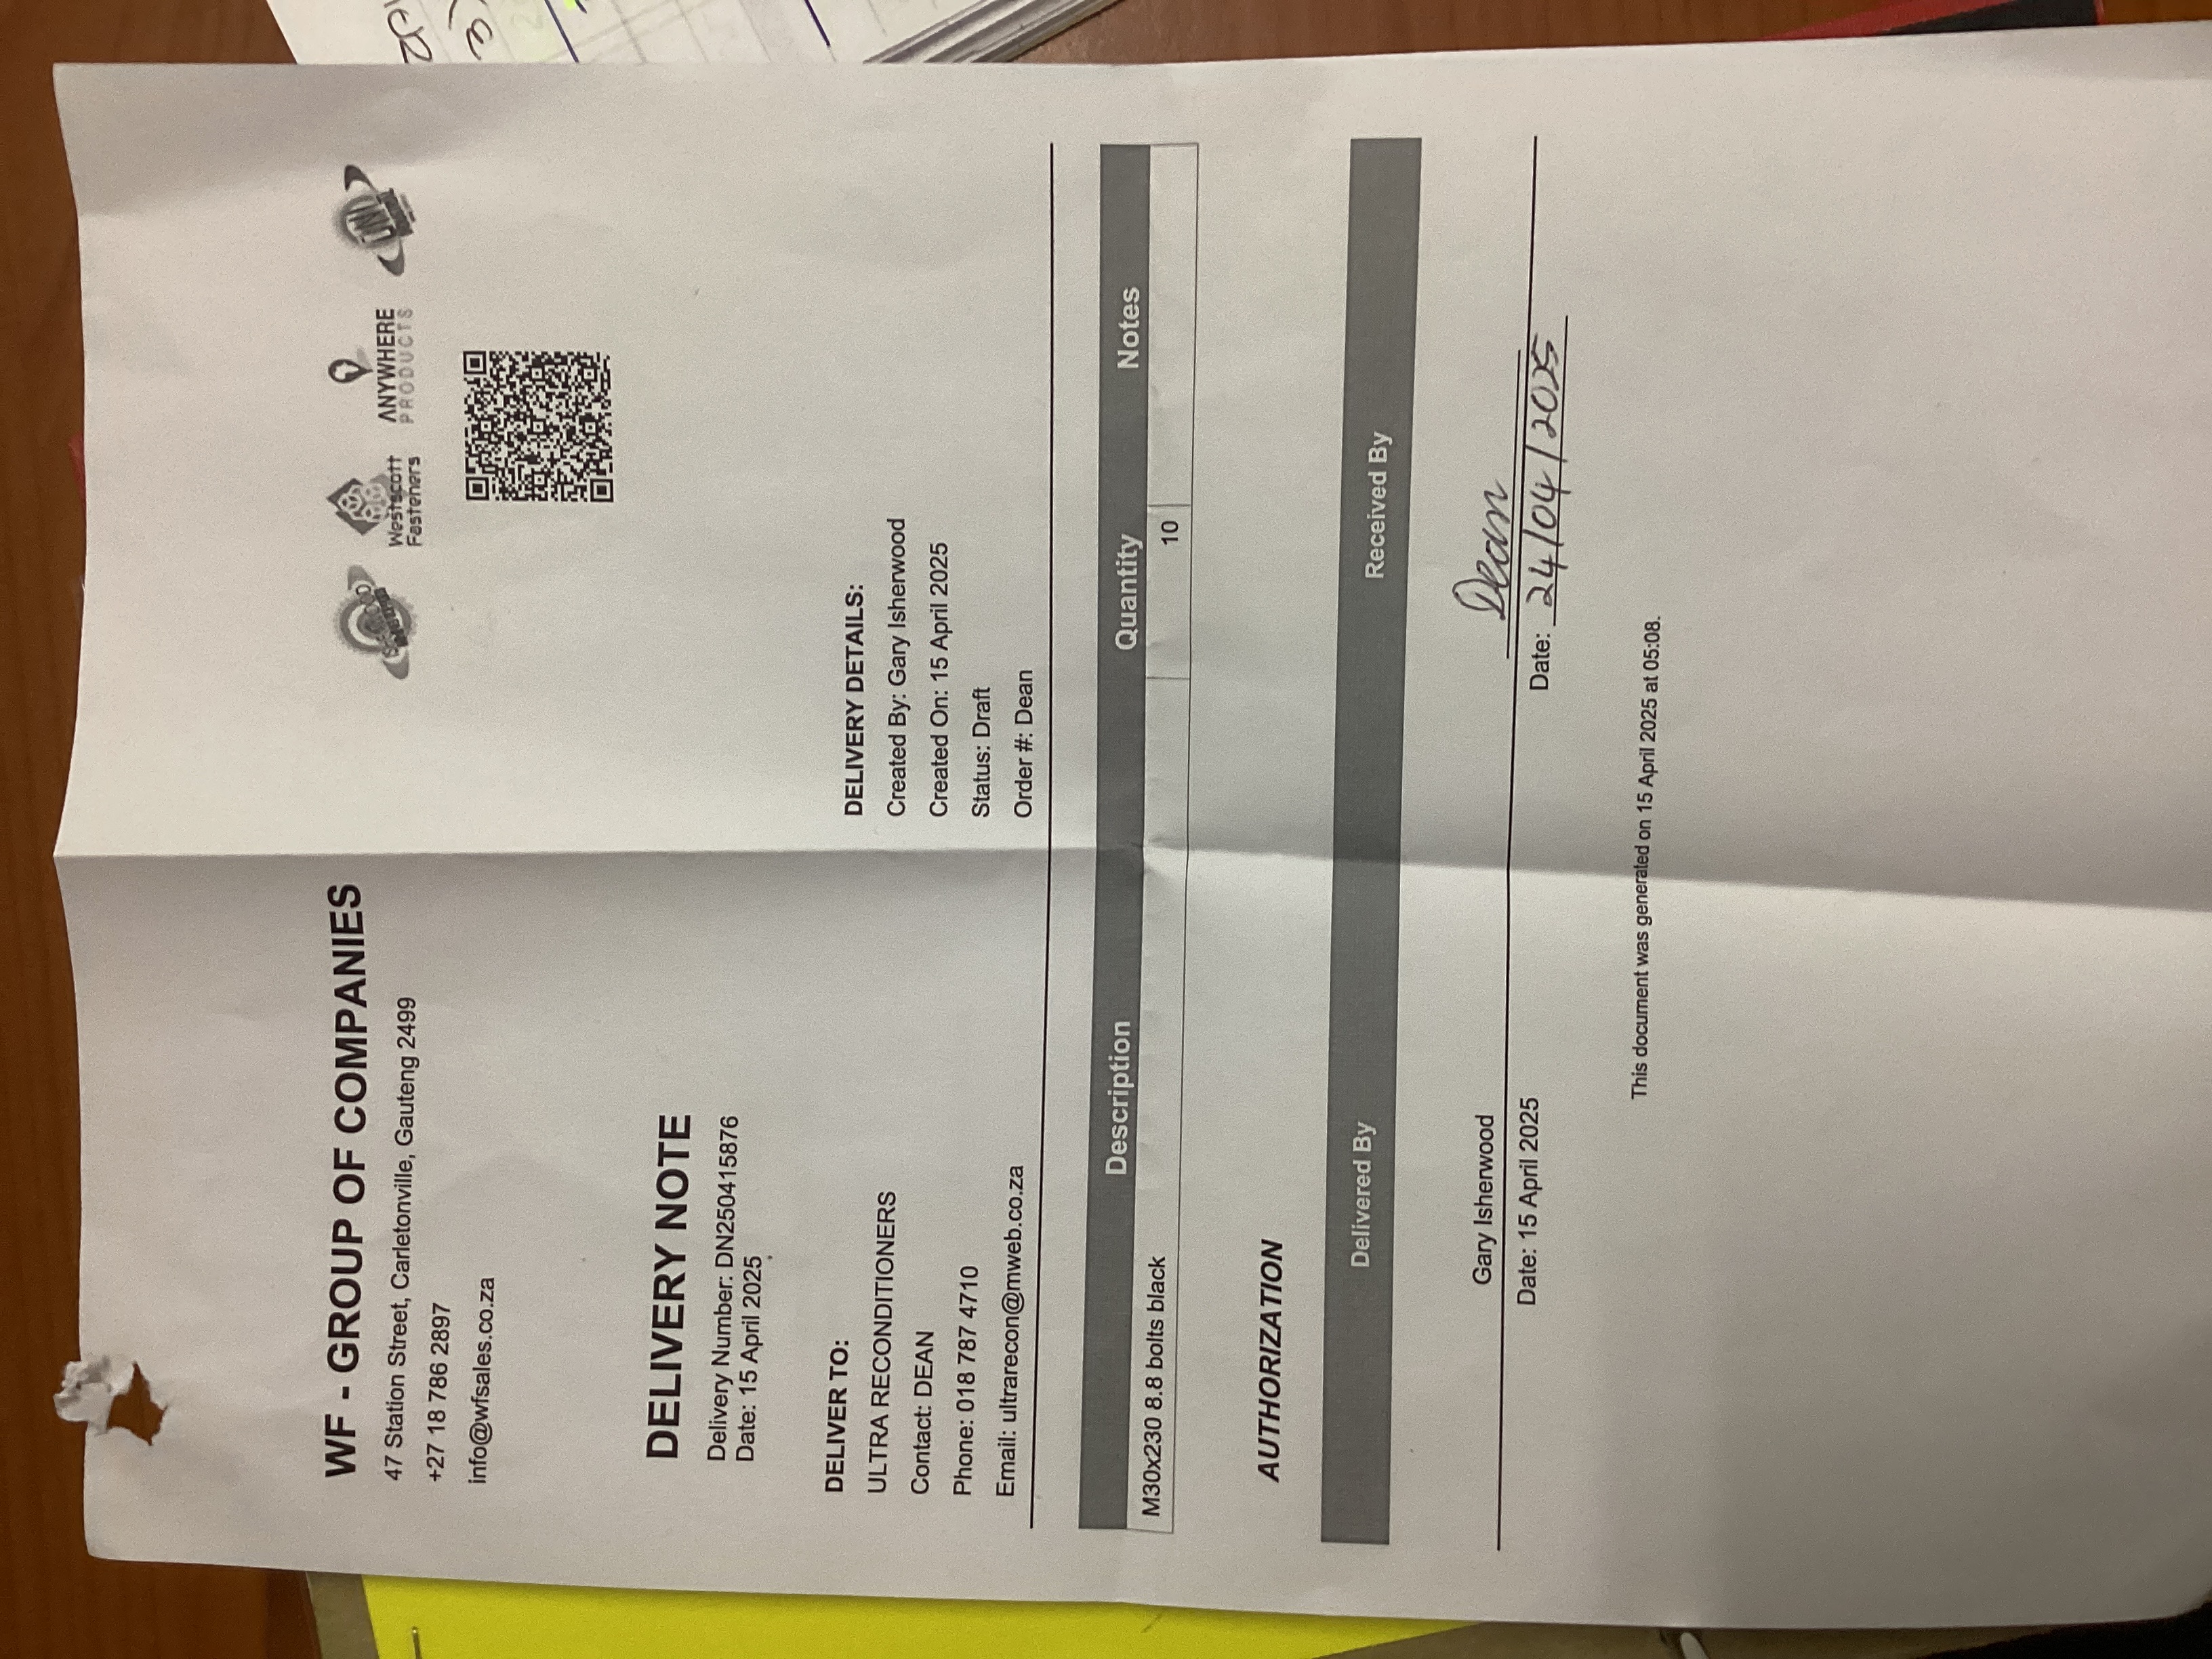 WF - GROUP OF COMPANIES
47 Station Street, Carletonville, Gauteng 2499
+27 18 786 2897
info@wfsales.co.za
Westscott
Fasteners
ANYWHERE
PRODUCTS
DELIVERY NOTE
Delivery Number: DN250415876
Date: 15 April 2025
DELIVER TO:
ULTRA RECONDITIONERS
Contact: DEAN
Phone: 018 787 4710
Email: ultrarecon@mweb.co.za
DELIVERY DETAILS:
Created By: Gary Isherwood
Created On: 15 April 2025
Status: Draft
Order #: Dean
Description Quantity Notes
M30x230 8.8 bolts black 10
AUTHORIZATION
Delivered By Received By
Gary Isherwood Dean
Date: 15 April 2025 Date: 24/04/2025
This document was generated on 15 April 2025 at 05:08.